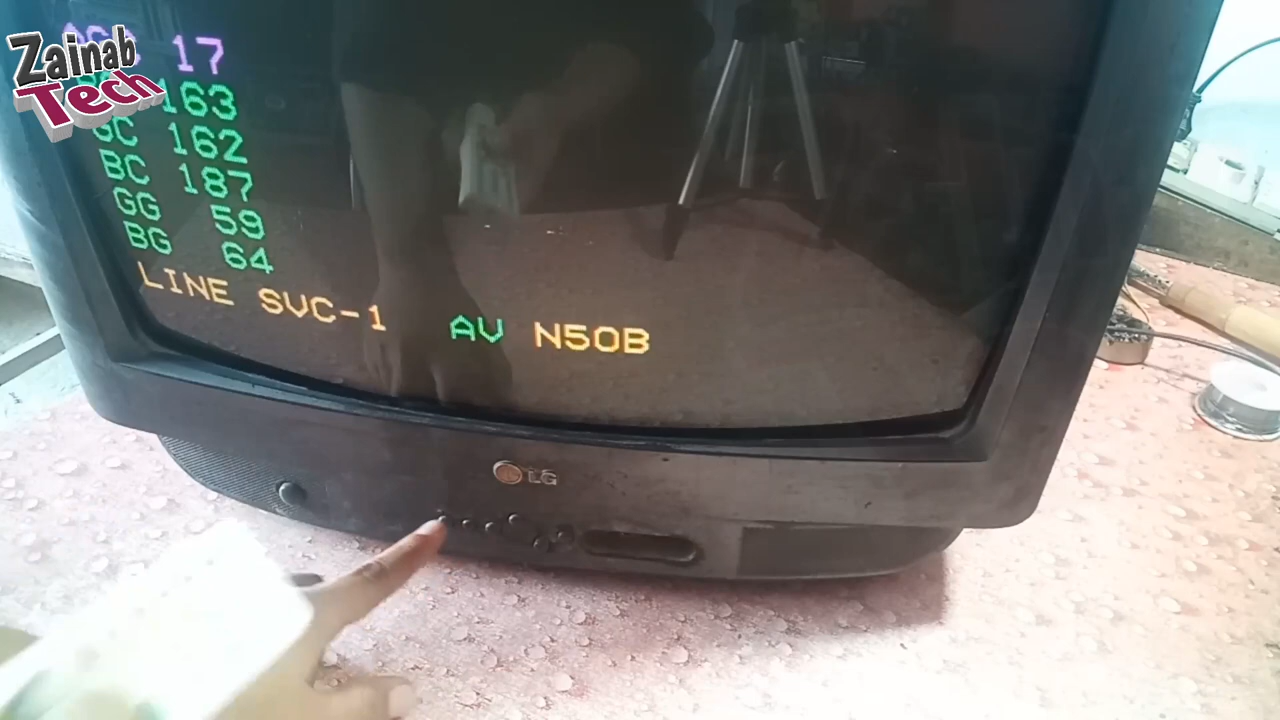 Zainab
Tech
17
163
GC 162
BC 187
GG 59
BG 64
LINE SVC-1 AV N50B
LG